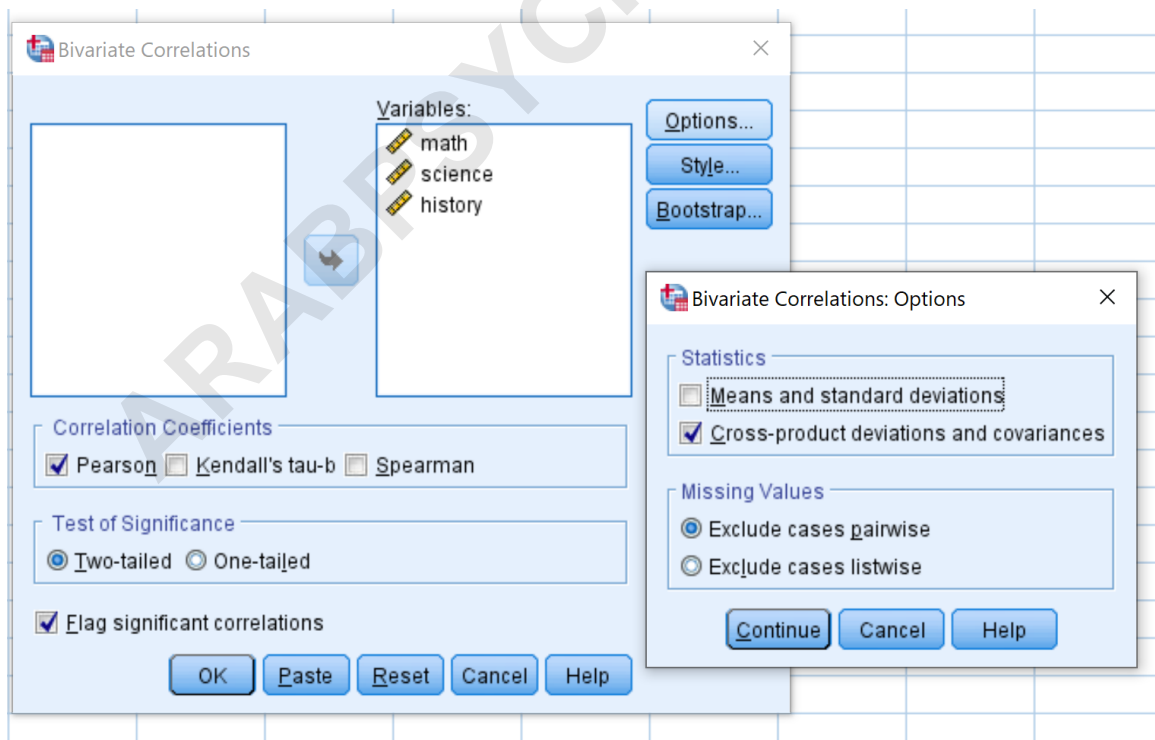 Bivariate Correlations
Variables:
math
science
history
Options...
Style...
Bootstrap...
Correlation Coefficients
Pearson Kendall's tau-b Spearman
Test of Significance
Two-tailed One-tailed
Flag significant correlations
OK Paste Reset Cancel Help
Bivariate Correlations: Options
Statistics
Means and standard deviations
Cross-product deviations and covariances
Missing Values
Exclude cases pairwise
Exclude cases listwise
Continue Cancel Help
ARABPSYC